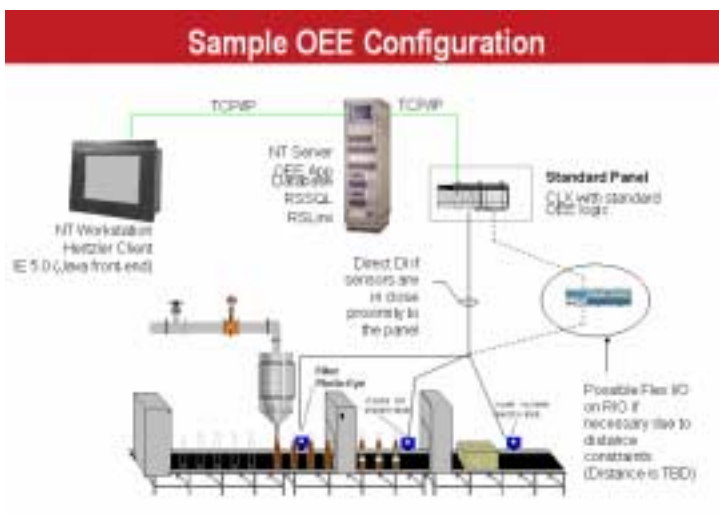 Sample OEE Configuration
TCP/IP
TCP/IP
NT Server
OEE App
Database
RSSQL
RSLinx
NT Workstation
Hertzler Client
IE 5.0 (Java front-end)
Standard Panel
CLX with standard
OEE logic
Direct DI if
sensors are
in close
proximity to
the panel
Filler
Photo-Eye
Possible Flex I/O
on RIO if
necessary due to
distance
constraints
(Distance is TBD)